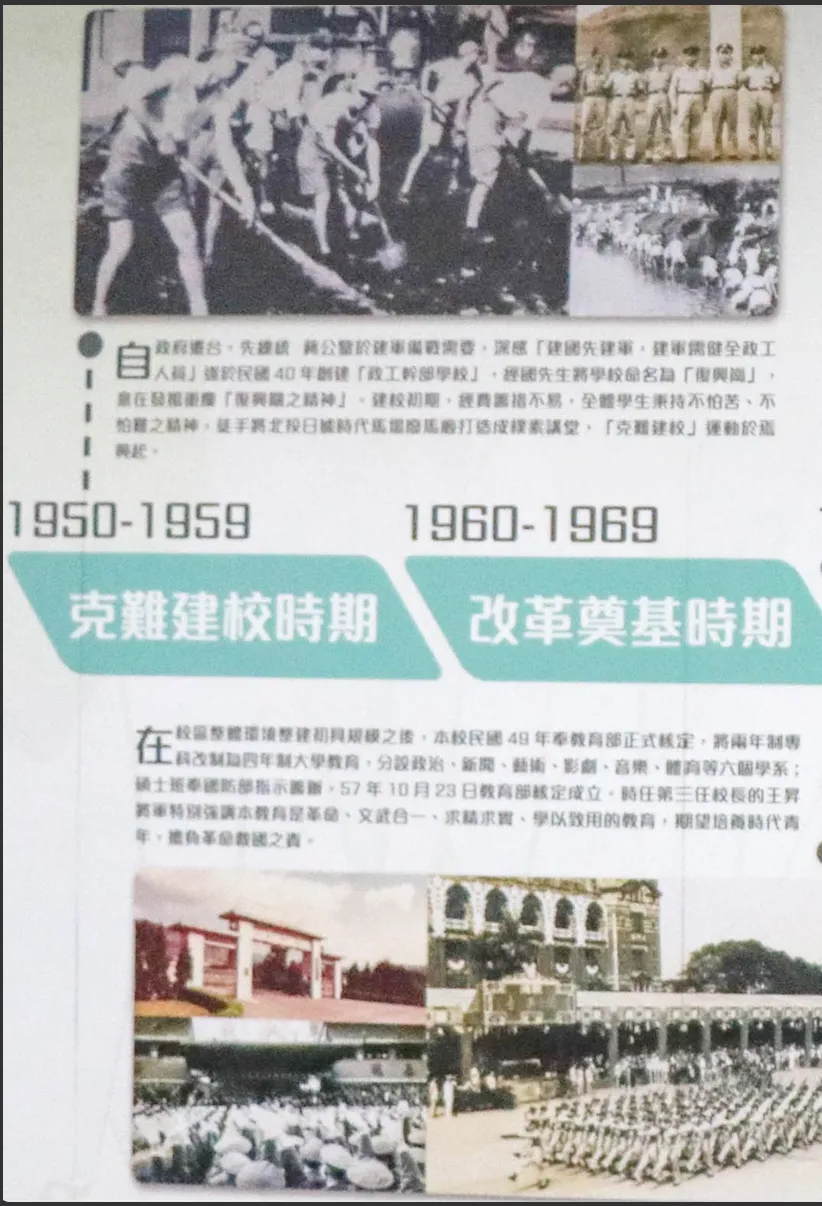 自政府遷台,先總統 蔣公鑒於建軍備戰需要,深感「建國先建軍,建軍需健全政工
人員」遂於民國40年創建「政工幹部學校」,經國先生將學校命名為「復興崗」,
意在發揚重慶「復興關之精神」。建校初期,經費籌措不易,全體學生秉持不怕苦、不
怕難之精神,徒手將北投日據時代馬場廢馬廄打造成樸素講堂,「克難建校」運動於焉
興起。
1950-1959
1960-1969
克難建校時期
改革奠基時期
在校區整體環境整建初具規模之後,本校民國49年奉教育部正式核定,將兩年制專
科改制為四年制大學教育,分設政治、新聞、藝術、影劇、音樂、體育等六個學系;
碩士班奉國防部指示籌辦,57年10月23日教育部核定成立。時任第三任校長的王昇
將軍特別強調本教育是革命、文武合一、求精求實、學以致用的教育,期望培養時代青
年,擔負革命救國之責。